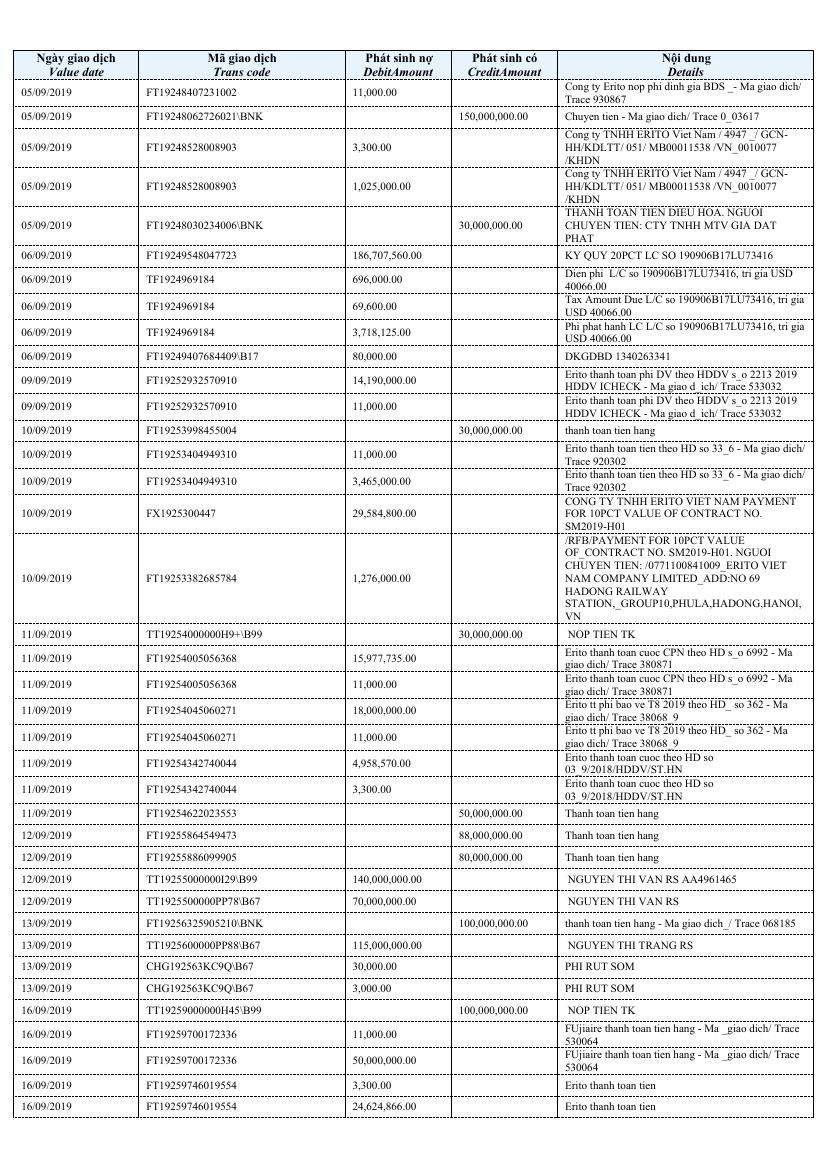 Ngày giao dịch Mã giao dịch Phát sinh nợ Phát sinh có Nội dung
Value date Trans code DebitAmount CreditAmount Details
05/09/2019 FT19248407231002 11,000.00 Cong ty Erito nop phi dinh gia BDS _- Ma giao dich/
Trace 930867
05/09/2019 FT19248062726021\BNK 150,000,000.00 Chuyen tien - Ma giao dich/ Trace 0_03617
05/09/2019 FT19248528008903 3,300.00 Cong ty TNHH ERITO Viet Nam / 4947 _/ GCN-
HH/KDLTT/ 051/ MB00011538 /VN_0010077
/KHDN
05/09/2019 FT19248528008903 1,025,000.00 Cong ty TNHH ERITO Viet Nam / 4947 _/ GCN-
HH/KDLTT/ 051/ MB00011538 /VN_0010077
/KHDN
05/09/2019 FT19248030234006\BNK 30,000,000.00 THANH TOAN TIEN DIEU HOA. NGUOI
CHUYEN TIEN: CTY TNHH MTV GIA DAT
PHAT
06/09/2019 FT19249548047723 186,707,560.00 KY QUY 20PCT LC SO 190906B17LU73416
06/09/2019 TF1924969184 696,000.00 Dien phi L/C so 190906B17LU73416, tri gia USD
40066.00
06/09/2019 TF1924969184 69,600.00 Tax Amount Due L/C so 190906B17LU73416, tri gia
USD 40066.00
06/09/2019 TF1924969184 3,718,125.00 Phi phat hanh LC L/C so 190906B17LU73416, tri gia
USD 40066.00
06/09/2019 FT19249407684409\B17 80,000.00 DKGDBD 1340263341
09/09/2019 FT19252932570910 14,190,000.00 Erito thanh toan phi DV theo HDDV s_o 2213 2019
HDDV ICHECK - Ma giao d_ich/ Trace 533032
09/09/2019 FT19252932570910 11,000.00 Erito thanh toan phi DV theo HDDV s_o 2213 2019
HDDV ICHECK - Ma giao d_ich/ Trace 533032
10/09/2019 FT19253998455004 30,000,000.00 thanh toan tien hang
10/09/2019 FT19253404949310 11,000.00 Erito thanh toan tien theo HD so 33_6 - Ma giao dich/
Trace 920302
10/09/2019 FT19253404949310 3,465,000.00 Erito thanh toan tien theo HD so 33_6 - Ma giao dich/
Trace 920302
10/09/2019 FX1925300447 29,584,800.00 CONG TY TNHH ERITO VIET NAM PAYMENT
FOR 10PCT VALUE OF CONTRACT NO.
SM2019-H01
10/09/2019 FT19253382685784 1,276,000.00 /RFB/PAYMENT FOR 10PCT VALUE
OF_CONTRACT NO. SM2019-H01. NGUOI
CHUYEN TIEN: /0771100841009_ERITO VIET
NAM COMPANY LIMITED_ADD:NO 69
HADONG RAILWAY
STATION,_GROUP10,PHULA,HADONG,HANOI,
VN
11/09/2019 TT19254000000H9+\B99 30,000,000.00 NOP TIEN TK
11/09/2019 FT19254005056368 15,977,735.00 Erito thanh toan cuoc CPN theo HD s_o 6992 - Ma
giao dich/ Trace 380871
11/09/2019 FT19254005056368 11,000.00 Erito thanh toan cuoc CPN theo HD s_o 6992 - Ma
giao dich/ Trace 380871
11/09/2019 FT19254045060271 18,000,000.00 Erito tt phi bao ve T8 2019 theo HD_ so 362 - Ma
giao dich/ Trace 38068_9
11/09/2019 FT19254045060271 11,000.00 Erito tt phi bao ve T8 2019 theo HD_ so 362 - Ma
giao dich/ Trace 38068_9
11/09/2019 FT19254342740044 4,958,570.00 Erito thanh toan cuoc theo HD so
03_9/2018/HDDV/ST.HN
11/09/2019 FT19254342740044 3,300.00 Erito thanh toan cuoc theo HD so
03_9/2018/HDDV/ST.HN
11/09/2019 FT19254622023553 50,000,000.00 Thanh toan tien hang
12/09/2019 FT19255864549473 88,000,000.00 Thanh toan tien hang
12/09/2019 FT19255886099905 80,000,000.00 Thanh toan tien hang
12/09/2019 TT19255000000I29\B99 140,000,000.00 NGUYEN THI VAN RS AA4961465
12/09/2019 TT1925500000PP78\B67 70,000,000.00 NGUYEN THI VAN RS
13/09/2019 FT19256325905210\BNK 100,000,000.00 thanh toan tien hang - Ma giao dich_/ Trace 068185
13/09/2019 TT1925600000PP88\B67 115,000,000.00 NGUYEN THI TRANG RS
13/09/2019 CHG192563KC9Q\B67 30,000.00 PHI RUT SOM
13/09/2019 CHG192563KC9Q\B67 3,000.00 PHI RUT SOM
16/09/2019 TT19259000000H45\B99 100,000,000.00 NOP TIEN TK
16/09/2019 FT19259700172336 11,000.00 FUjiaire thanh toan tien hang - Ma _giao dich/ Trace
530064
16/09/2019 FT19259700172336 50,000,000.00 FUjiaire thanh toan tien hang - Ma _giao dich/ Trace
530064
16/09/2019 FT19259746019554 3,300.00 Erito thanh toan tien
16/09/2019 FT19259746019554 24,624,866.00 Erito thanh toan tien